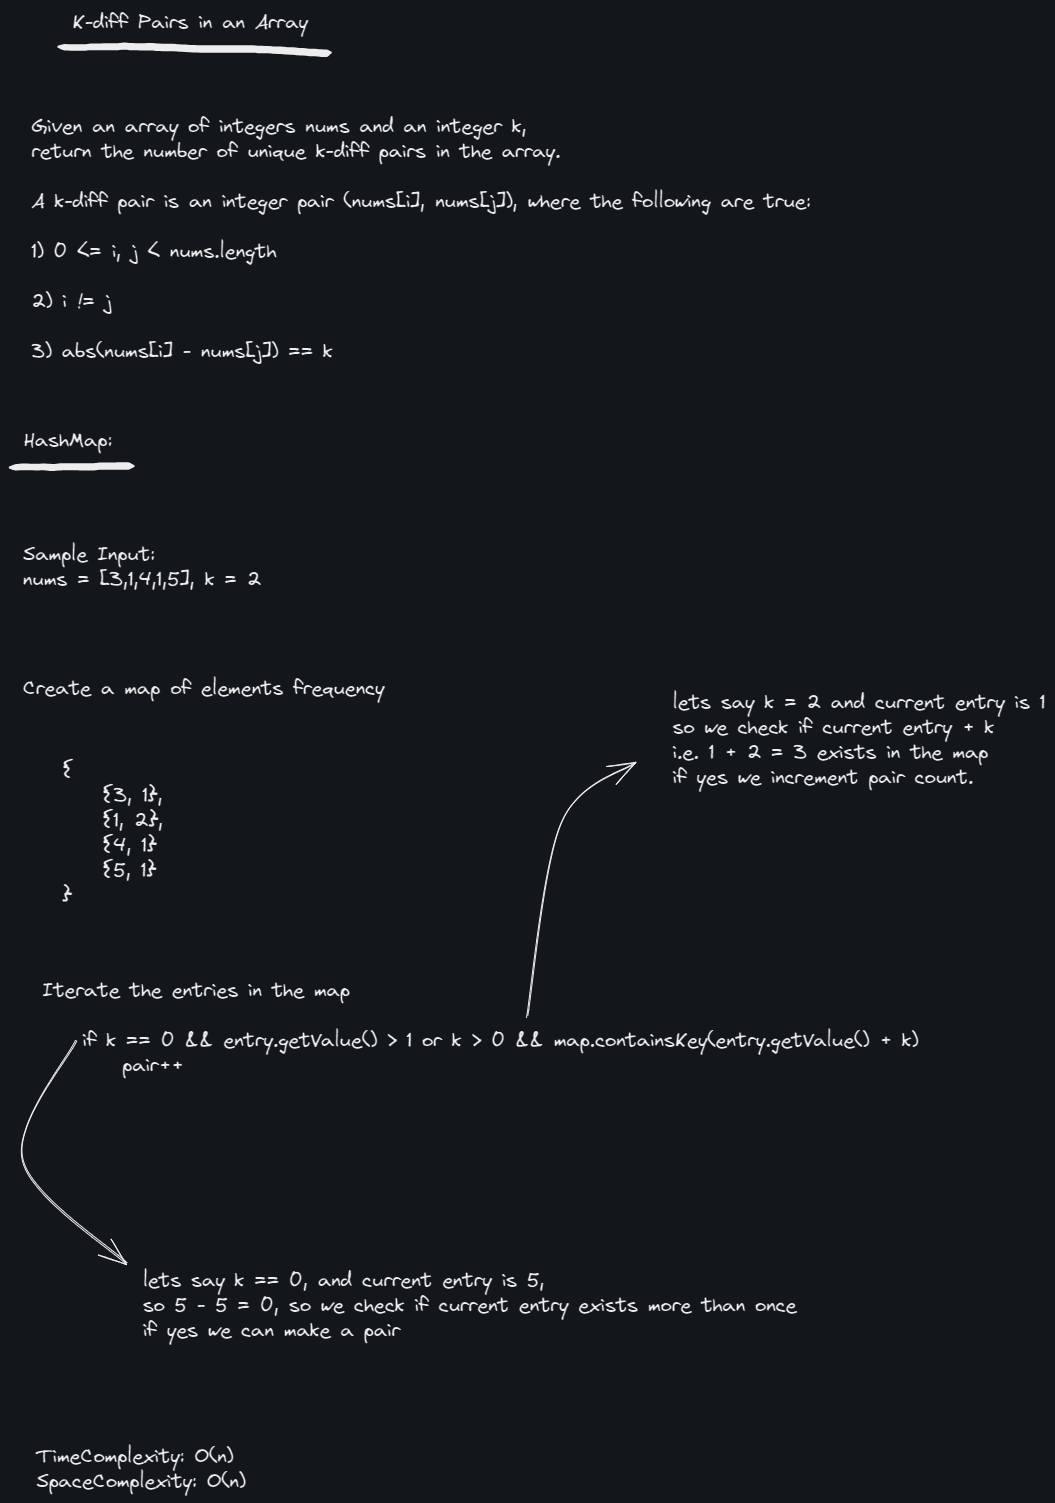 K-diff Pairs in an Array
Given an array of integers nums and an integer k,
return the number of unique k-diff pairs in the array.
A k-diff pair is an integer pair (nums[i], nums[j]), where the following are true:
1) 0 <= i, j < nums.length
2) i != j
3) abs(nums[i] - nums[j]) == k
HashMap:
Sample Input:
nums = [3,1,4,1,5], k = 2
Create a map of elements frequency
{
{3, 1},
{1, 2},
{4, 1}
{5, 1}
}
lets say k = 2 and current entry is 1
so we check if current entry + k
i.e. 1 + 2 = 3 exists in the map
if yes we increment pair count.
Iterate the entries in the map
if k == 0 && entry.getValue() > 1 or k > 0 && map.containsKey(entry.getValue() + k)
pair++
lets say k == 0, and current entry is 5,
so 5 - 5 = 0, so we check if current entry exists more than once
if yes we can make a pair
TimeComplexity: O(n)
SpaceComplexity: O(n)